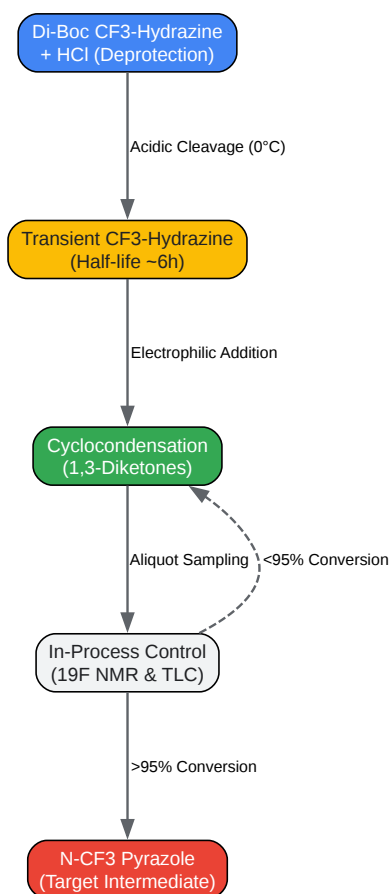 Di-Boc CF3-Hydrazine
+ HCl (Deprotection)
Acidic Cleavage (0°C)
Transient CF3-Hydrazine
(Half-life ~6h)
Electrophilic Addition
Cyclocondensation
(1,3-Diketones)
Aliquot Sampling
<95% Conversion
In-Process Control
(19F NMR & TLC)
>95% Conversion
N-CF3 Pyrazole
(Target Intermediate)